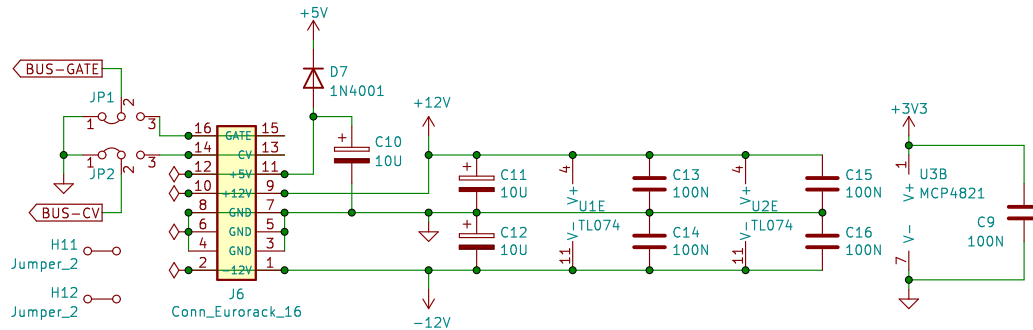 +5V
D7
1N4001
BUS-GATE
JP1
1
2
3
+12V
+3V3
C10
10U
16 GATE 15
14 CV 13
12 +5V 11
10 +12V 9
8 GND 7
6 GND 5
4 GND 3
2 -12V 1
J6
Conn_Eurorack_16
1
2
3
JP2
BUS-CV
H11
Jumper_2
H12
Jumper_2
C11
10U
C12
10U
-12V
4
V+
U1E
TL074
V-
11
C13
100N
C14
100N
4
V+
U2E
TL074
V-
11
C15
100N
C16
100N
1
V+
U3B
MCP4821
V-
7
C9
100N
+
+
+